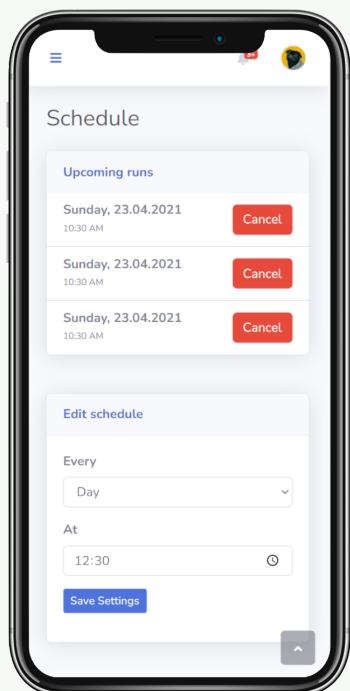 3+
Schedule
Upcoming runs
Sunday, 23.04.2021
10:30 AM
Cancel
Sunday, 23.04.2021
10:30 AM
Cancel
Sunday, 23.04.2021
10:30 AM
Cancel
Edit schedule
Every
Day
At
12:30
Save Settings